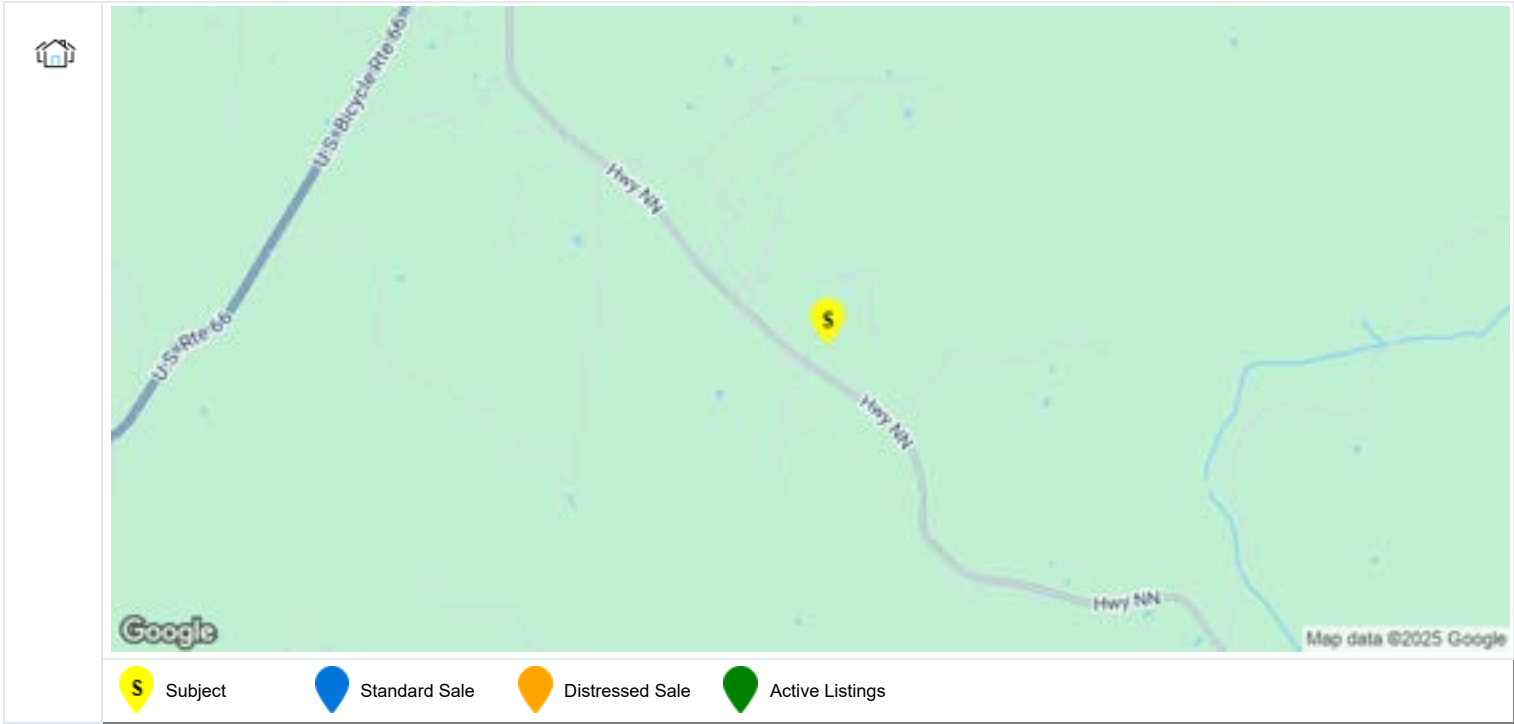 U.S. Bicycle Rte 66
Hwy NN
U.S. Rte 66
S
Hwy NN
Hwy NN
Google
Map data ©2025 Google
S Subject
Standard Sale
Distressed Sale
Active Listings